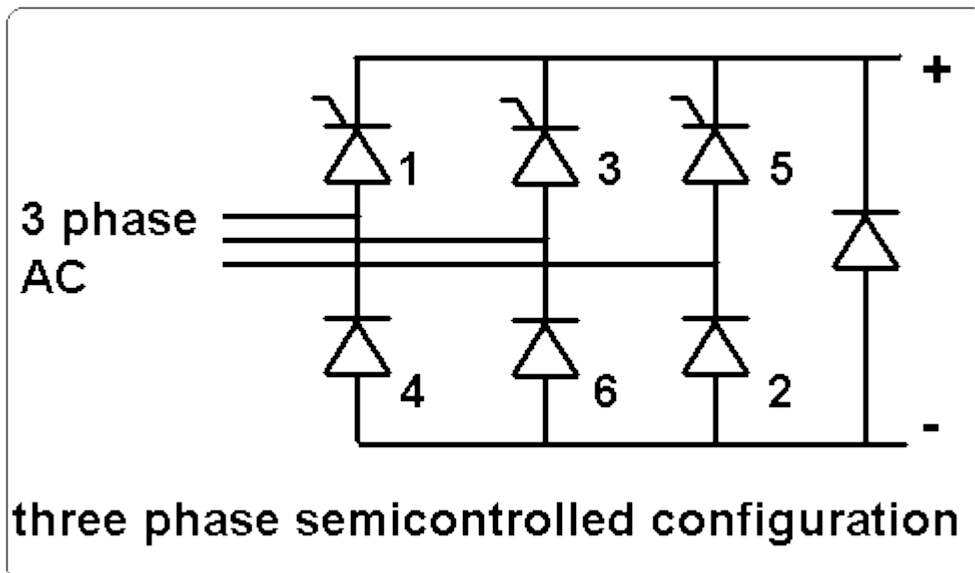 +
1 3 5
3 phase
AC
4 6 2
-
three phase semicontrolled configuration